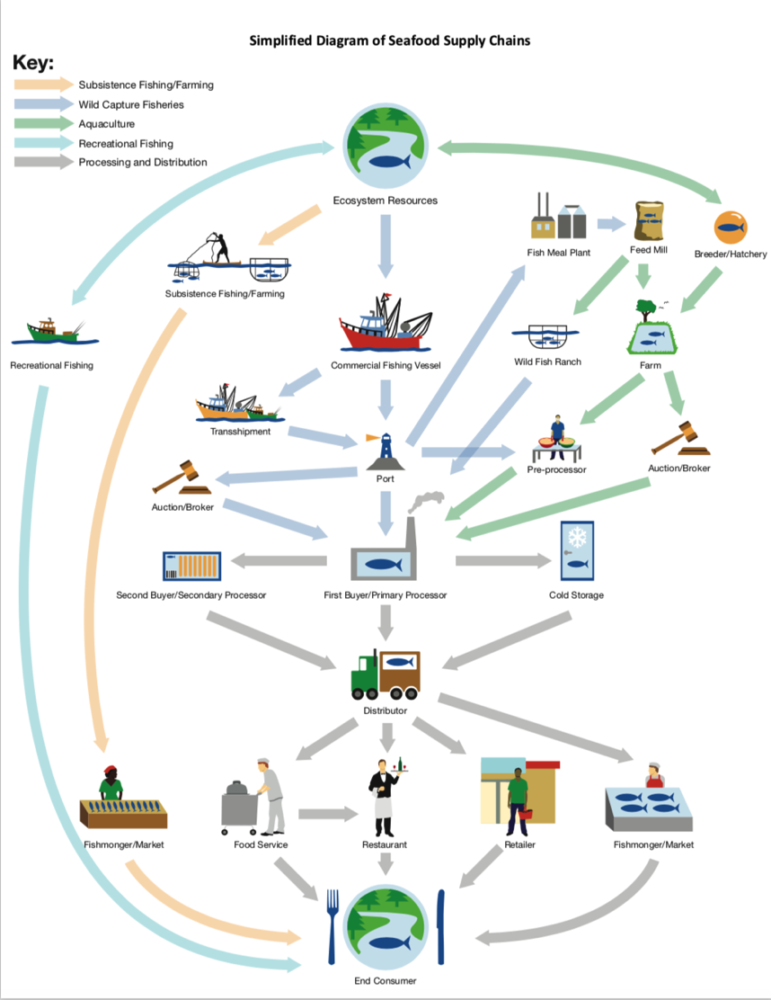 Simplified Diagram of Seafood Supply Chains
Key:
Subsistence Fishing/Farming
Wild Capture Fisheries
Aquaculture
Recreational Fishing
Processing and Distribution
Ecosystem Resources
Fish Meal Plant
Feed Mill
Breeder/Hatchery
Subsistence Fishing/Farming
Recreational Fishing
Commercial Fishing Vessel
Wild Fish Ranch
Farm
Transshipment
Port
Pre-processor
Auction/Broker
Auction/Broker
Second Buyer/Secondary Processor
First Buyer/Primary Processor
Cold Storage
Distributor
Fishmonger/Market
Food Service
Restaurant
Retailer
Fishmonger/Market
End Consumer